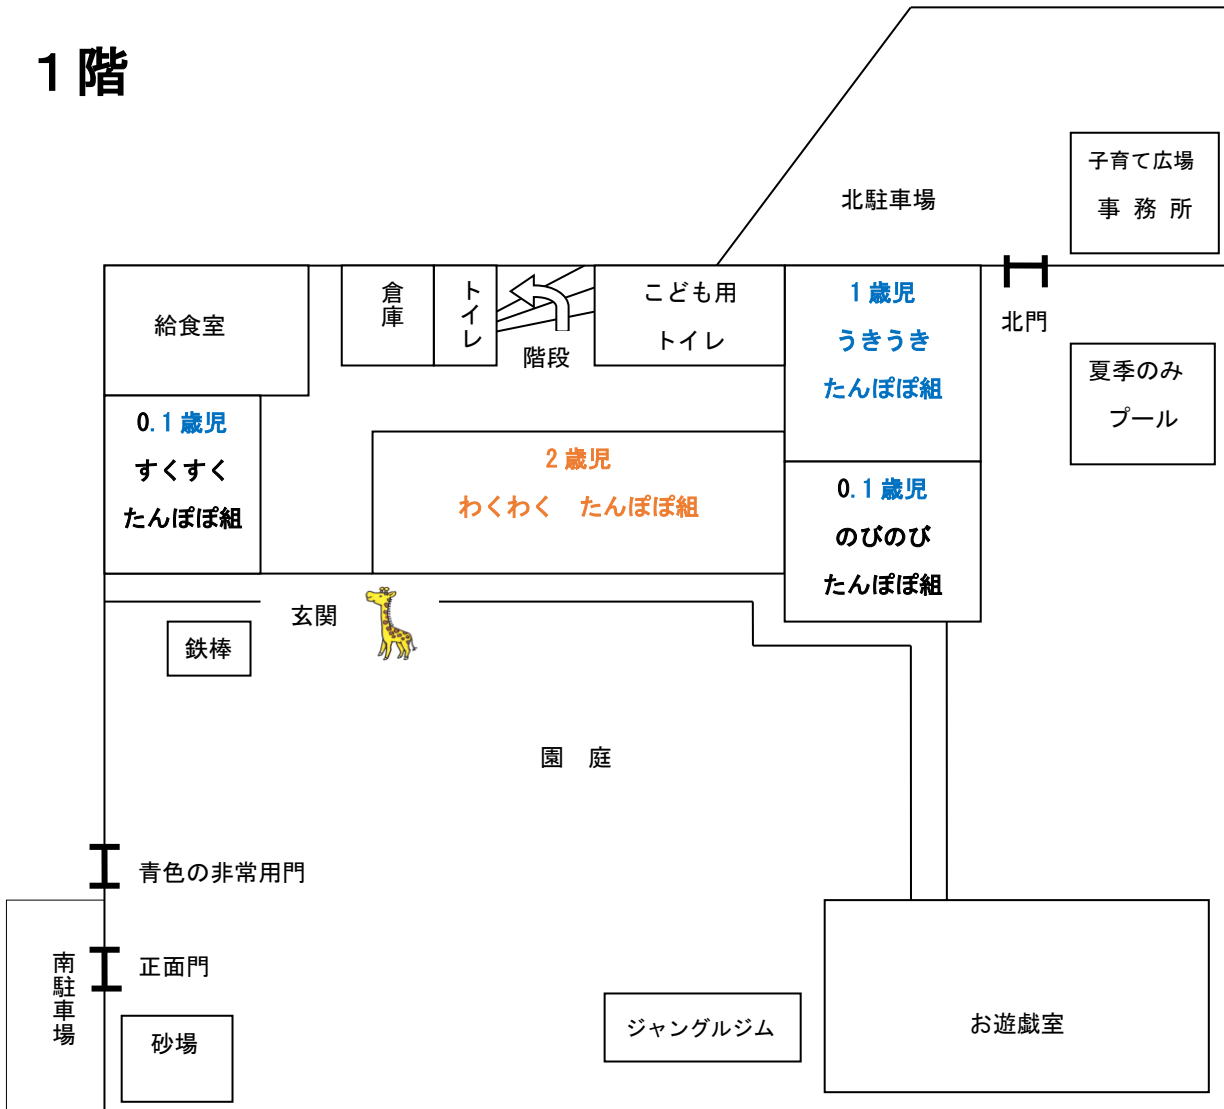 1階
子育て広場
事 務 所
北駐車場
給食室
倉庫
トイレ
階段
こども用
トイレ
1歳児
うきうき
たんぽぽ組
北門
夏季のみ
プール
0.1歳児
すくすく
たんぽぽ組
2歳児
わくわく　たんぽぽ組
0.1歳児
のびのび
たんぽぽ組
玄関
鉄棒
園　庭
青色の非常用門
南駐車場
正面門
砂場
ジャングルジム
お遊戯室